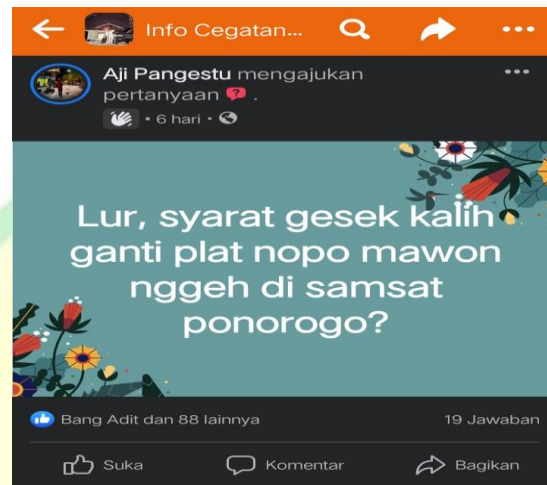 Info Cegatan...
Aji Pangestu mengajukan
pertanyaan ? .
• 6 hari •
Lur, syarat gesek kalih
ganti plat nopo mawon
nggeh di samsat
ponorogo?
Bang Adit dan 88 lainnya 19 Jawaban
Suka Komentar Bagikan